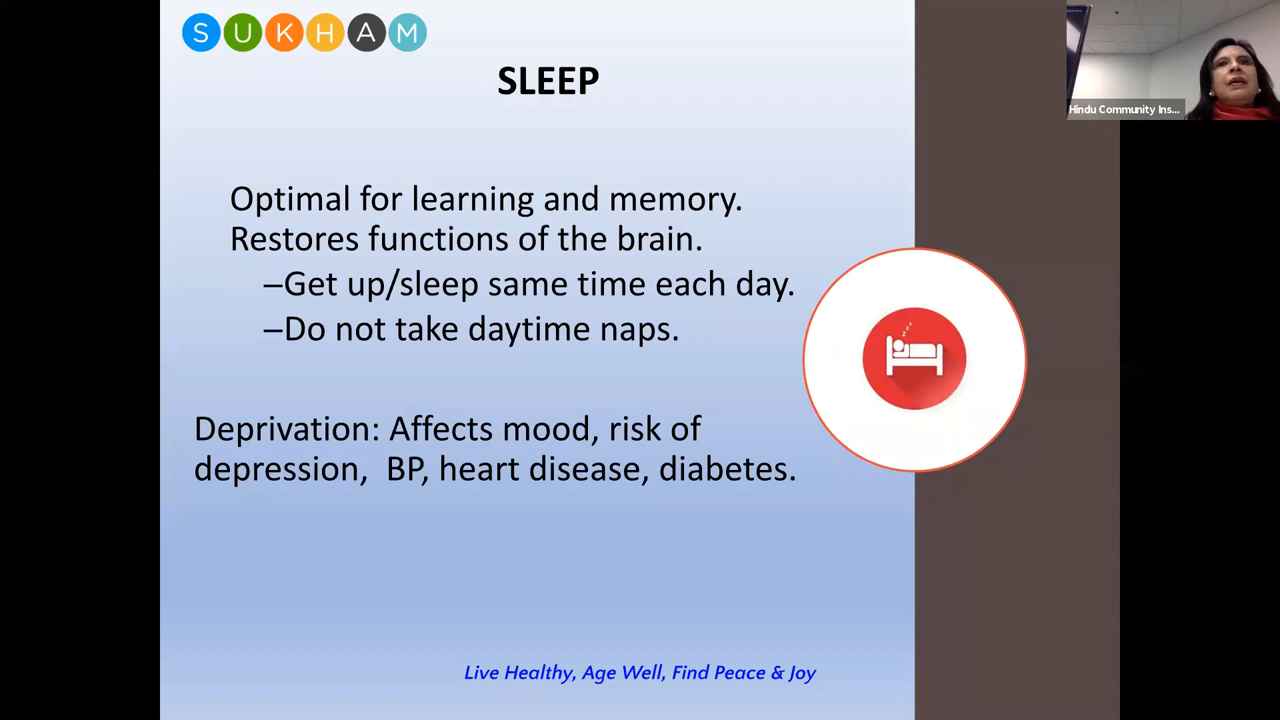 SUKHAM
SLEEP
Hindu Community Ins...
Optimal for learning and memory.
Restores functions of the brain.
–Get up/sleep same time each day.
–Do not take daytime naps.
Deprivation: Affects mood, risk of
depression,  BP, heart disease, diabetes.
Live Healthy, Age Well, Find Peace & Joy